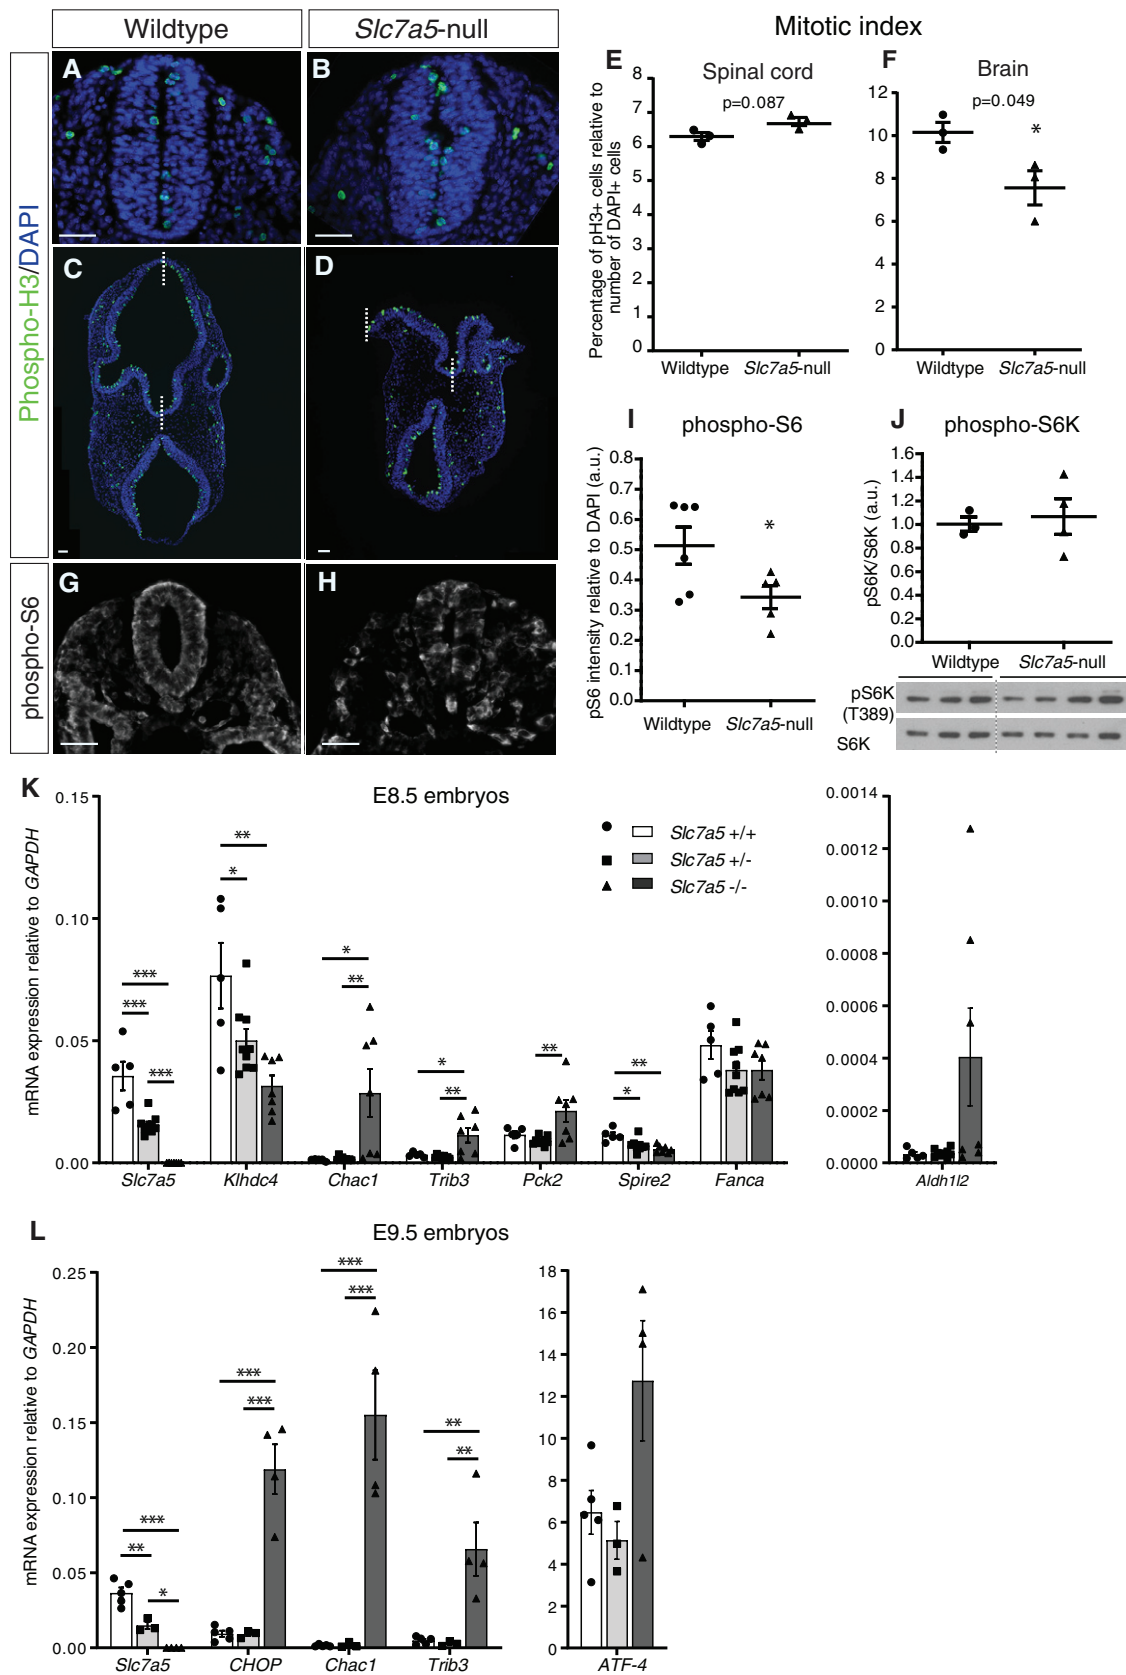 Wildtype
Slc7a5-null
Mitotic index
Phospho-H3/DAPI
A
B
C
D
phospho-S6
G
H
E
Spinal cord
p=0.087
Percentage of pH3+ cells relative to
number of DAPI+ cells
8
7
6
5
4
3
2
1
0
Wildtype
Slc7a5-null
F
Brain
p=0.049
*
12
10
8
6
4
2
0
Wildtype
Slc7a5-null
I
phospho-S6
pS6 intensity relative to DAPI (a.u.)
0.8
0.7
0.6
0.5
0.4
0.3
0.2
0.1
0.0
*
Wildtype
Slc7a5-null
J
phospho-S6K
pS6K/S6K (a.u.)
1.6
1.4
1.2
1.0
0.8
0.6
0.4
0.2
0.0
Wildtype
Slc7a5-null
pS6K
(T389)
S6K
K
E8.5 embryos
mRNA expression relative to GAPDH
0.15
0.10
0.05
0.00
*** *** ***
** *
* **
* **
**
** *
Slc7a5 +/+
Slc7a5 +/-
Slc7a5 -/-
Slc7a5
Klhdc4
Chac1
Trib3
Pck2
Spire2
Fanca
0.0014
0.0012
0.0010
0.0008
0.0006
0.0004
0.0002
0.0000
Aldh1l2
L
E9.5 embryos
mRNA expression relative to GAPDH
0.25
0.20
0.15
0.10
0.05
0.00
*** ** *
*** ***
*** ***
** **
Slc7a5
CHOP
Chac1
Trib3
18
16
14
12
10
8
6
4
2
0
ATF-4